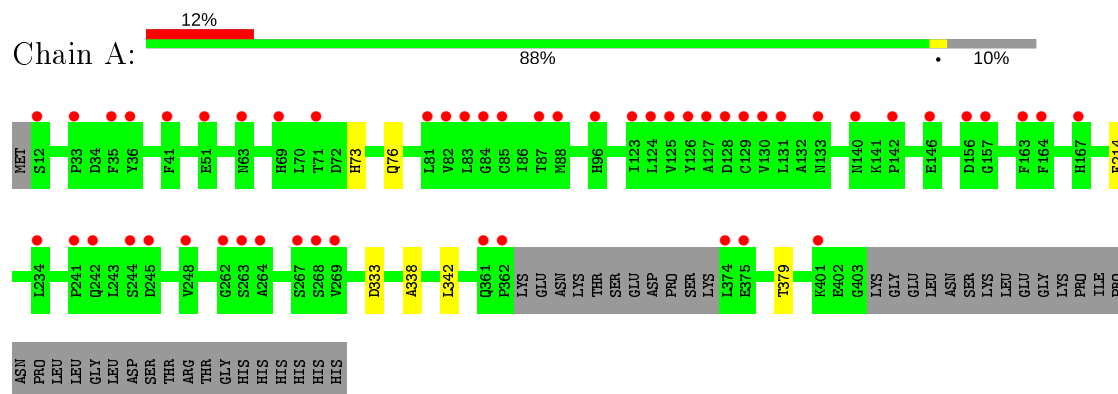 12%
Chain A:
88%
•
10%
MET S12 P33 D34 F35 Y36 F41 E51 N63 H69 L70 T71 D72 H73 Q76 L81 V82 L83 G84 C85 I86 T87 M88 H96 I123 L124 V125 Y126 A127 D128 C129 V130 L131 A132 N133 N140 K141 P142 E146 D156 G157 F163 F164 H167
L234 P241 Q242 L243 S244 D245 V248 G262 S263 A264 S267 S268 V269 D333 A338 L342 Q361 P362 LYS GLU ASN LYS THR SER GLU ASP PRO SER LYS L374 E375 T379 K401 E402 G403 LYS GLY GLU LEU ASN SER LYS LEU GLU GLY LYS PRO ILE PRO
ASN PRO LEU LEU GLY LEU ASP SER THR ARG THR GLY HIS HIS HIS HIS HIS HIS